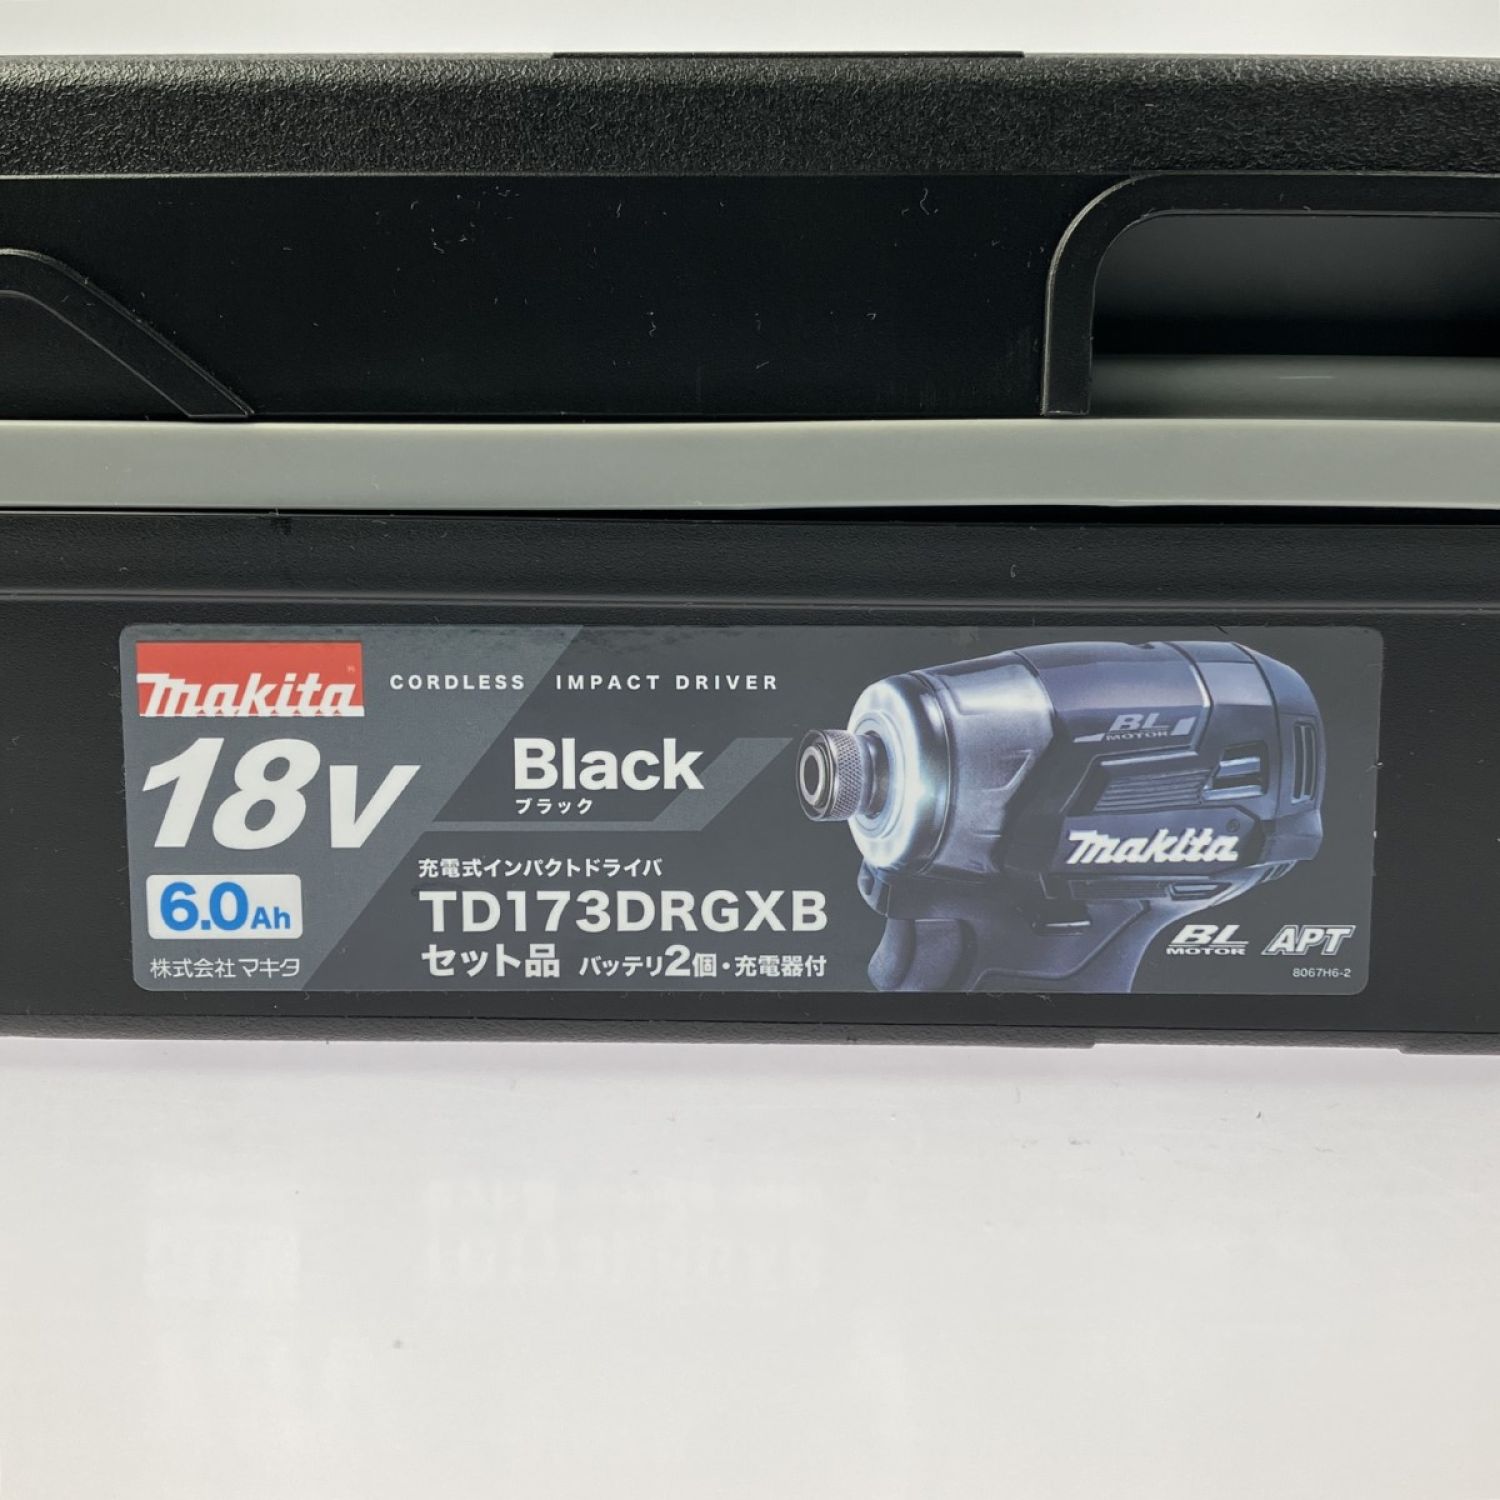 makita
CORDLESS IMPACT DRIVER
18V
Black
ブラック
6.0Ah
充電式インパクトドライバ
TD173DRGXB
セット品 バッテリ2個・充電器付
株式会社マキタ
BL
MOTOR
makita
BL
MOTOR
APT
8067H6-2